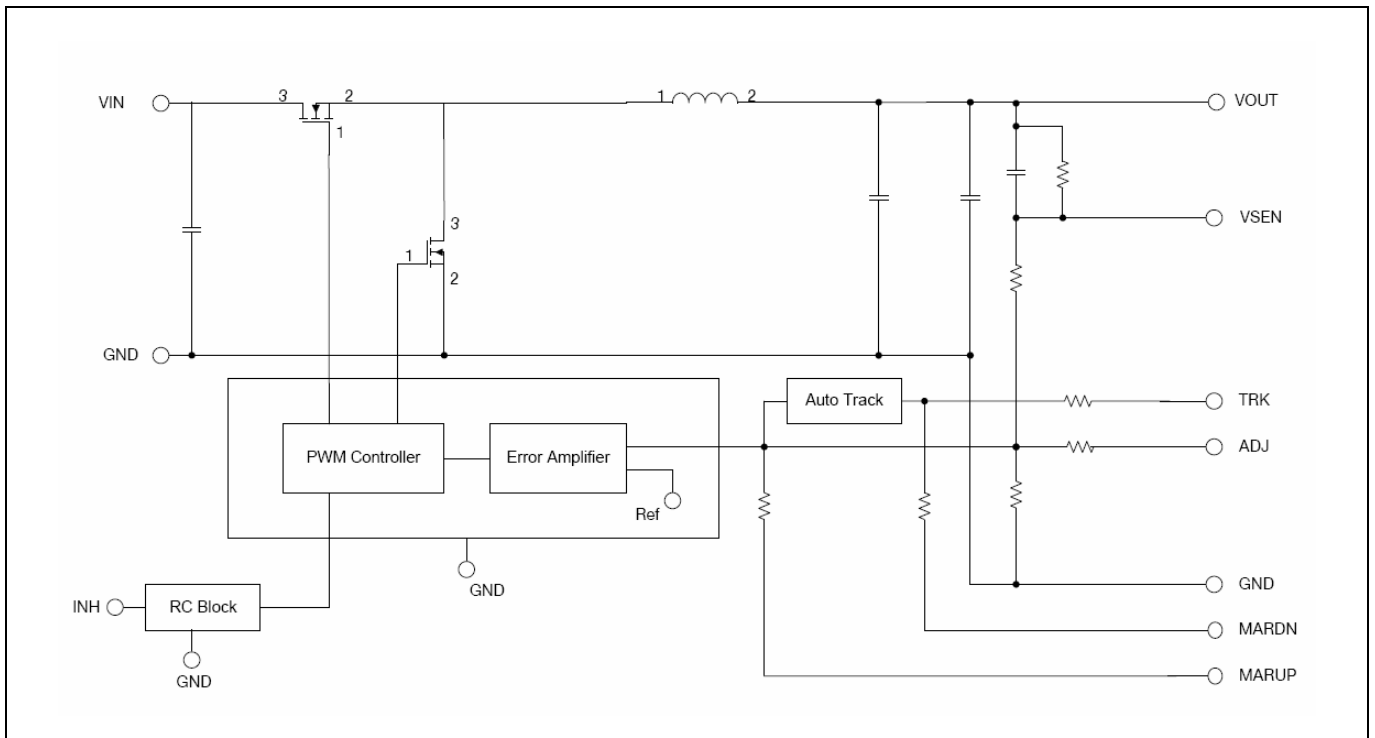 VIN
3
2
1
1
2
VOUT
VSEN
3
1
2
GND
Auto Track
TRK
PWM Controller
Error Amplifier
ADJ
Ref
GND
GND
INH
RC Block
MARDN
GND
MARUP